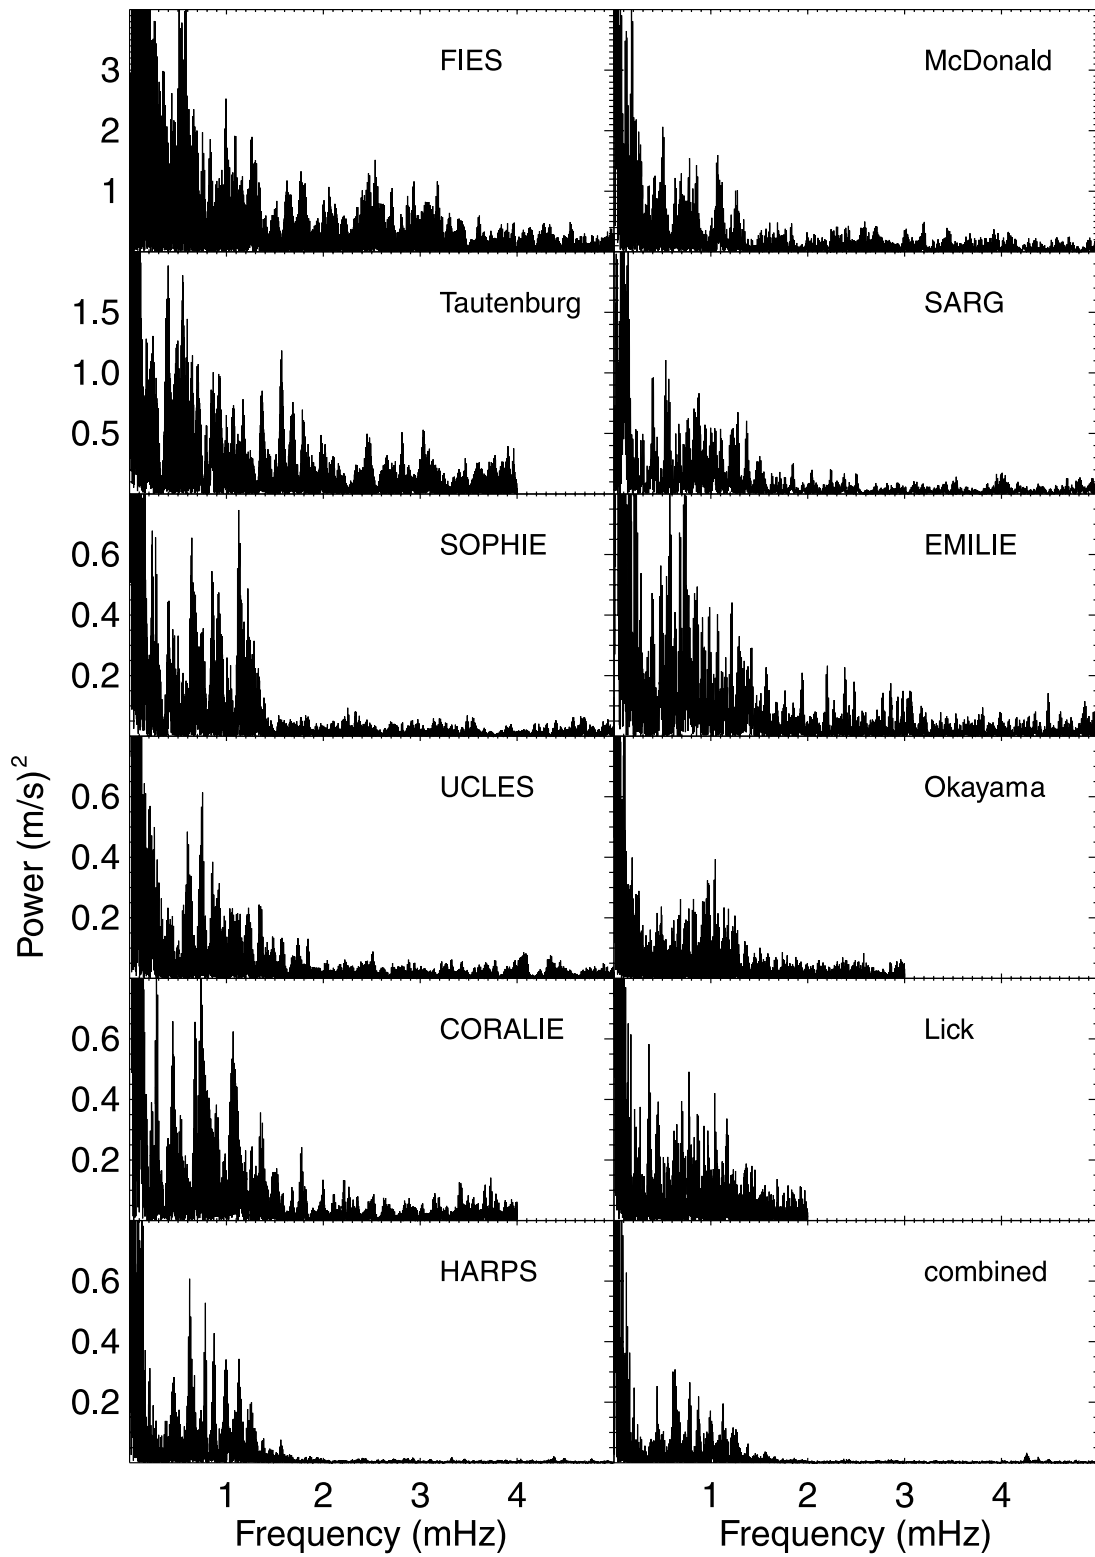 FIES
McDonald
3
2
1
Tautenburg
SARG
1.5
1.0
0.5
SOPHIE
EMILIE
0.6
0.4
0.2
UCLES
Okayama
0.6
0.4
0.2
CORALIE
Lick
0.6
0.4
0.2
HARPS
combined
0.6
0.4
0.2
Power (m/s)²
1 2 3 4
1 2 3 4
Frequency (mHz)
Frequency (mHz)